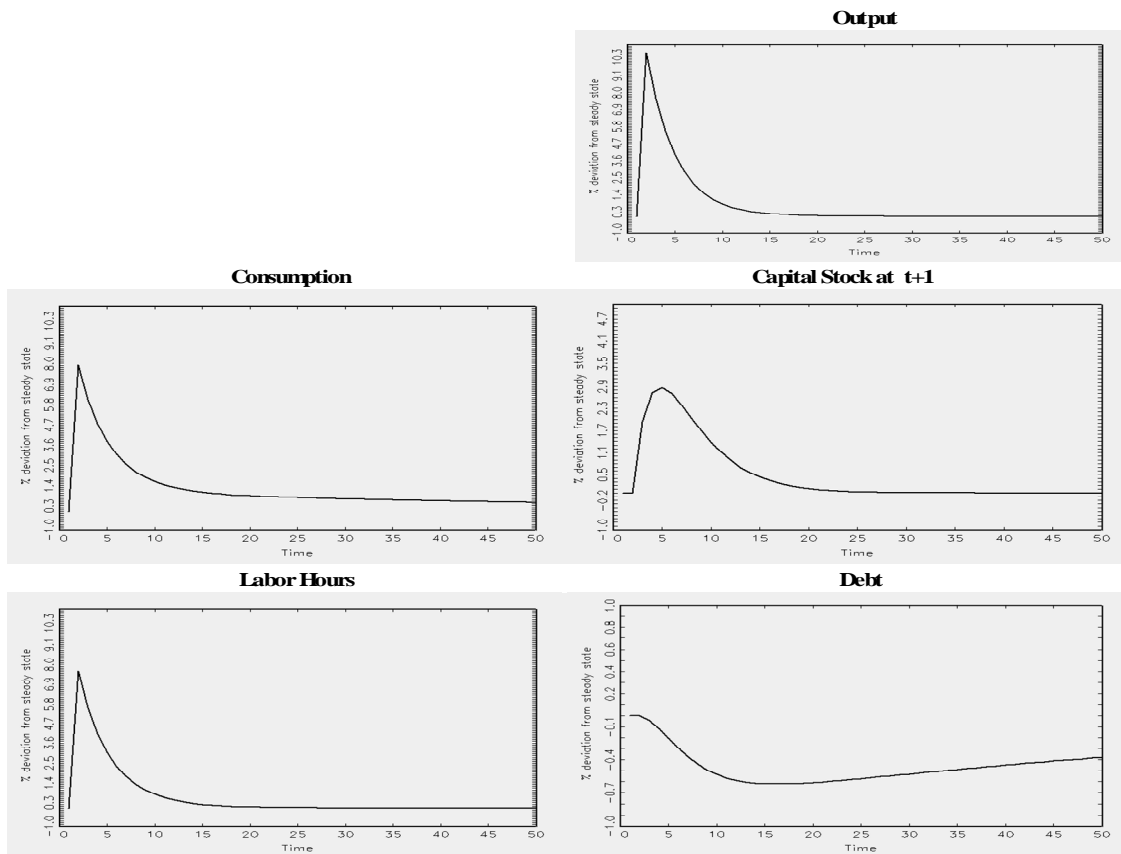 Output
% deviation from steady state
-1.0 0.3 1.4 2.5 3.6 4.7 5.8 6.9 8.0 9.1 10.3
0 5 10 15 20 25 30 35 40 45 50
Time
Consumption
% deviation from steady state
-1.0 0.3 1.4 2.5 3.6 4.7 5.8 6.9 8.0 9.1 10.3
0 5 10 15 20 25 30 35 40 45 50
Time
Capital Stock at t+1
% deviation from steady state
-1.0 -0.2 0.5 1.1 1.7 2.3 2.9 3.5 4.1 4.7
0 5 10 15 20 25 30 35 40 45 50
Time
Labor Hours
% deviation from steady state
-1.0 0.3 1.4 2.5 3.6 4.7 5.8 6.9 8.0 9.1 10.3
0 5 10 15 20 25 30 35 40 45 50
Time
Debt
% deviation from steady state
-1.0 -0.7 -0.4 -0.1 0.2 0.4 0.6 0.8 1.0
0 5 10 15 20 25 30 35 40 45 50
Time